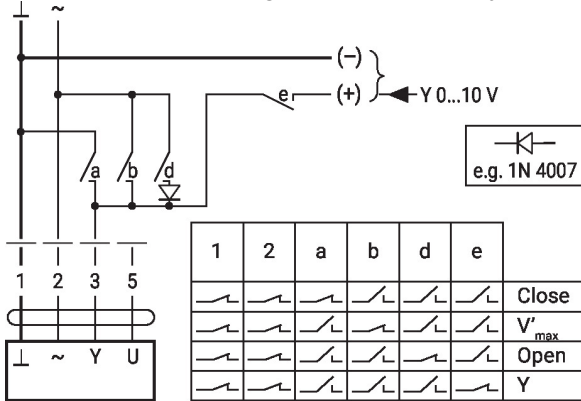 ⊥ ~
(–)
e (+) Y 0...10 V
a b d
e.g. 1N 4007
1 2 3 5
⊥ ~ Y U
1 2 a b d e
Close
V'max
Open
Y